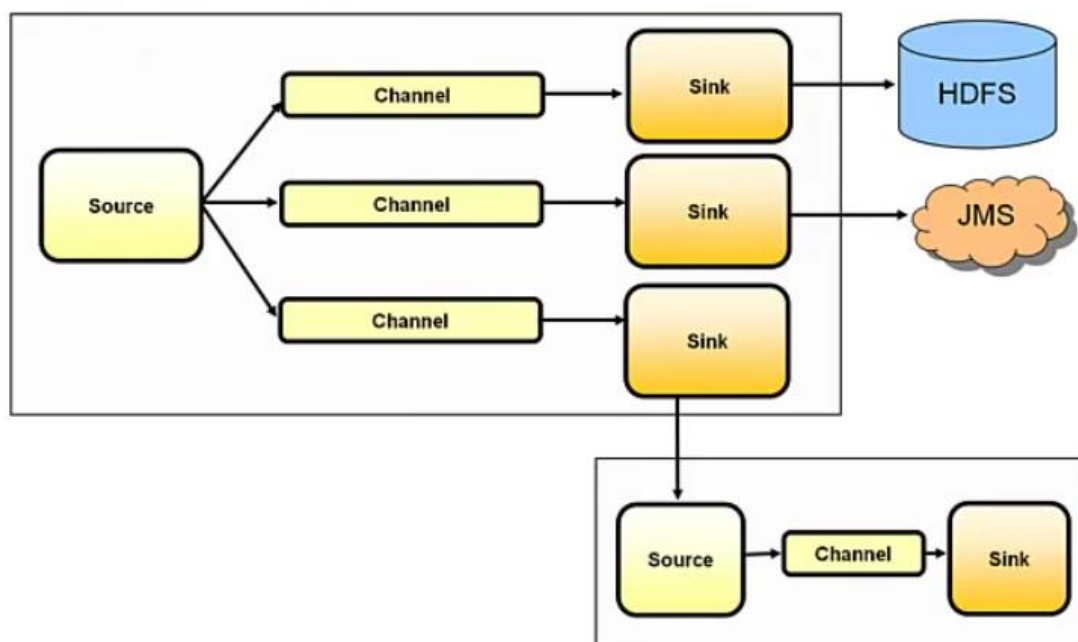 Channel
Sink
HDFS
Source
Channel
Sink
JMS
Channel
Sink
Source
Channel
Sink